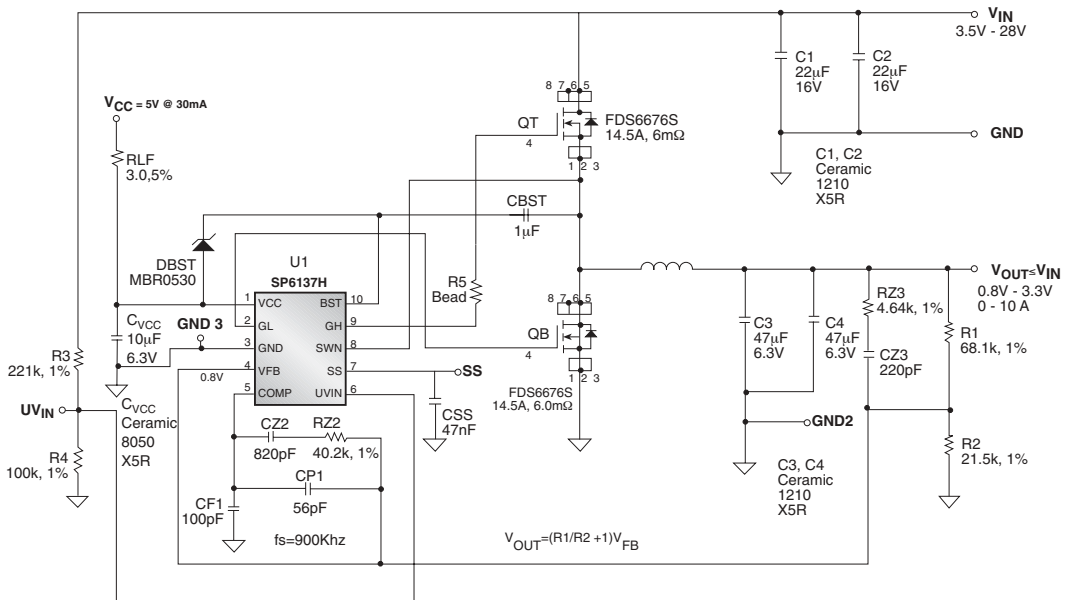 VIN
3.5V - 28V
C1
22µF
16V
C2
22µF
16V
8 7 6 5
VCC = 5V @ 30mA
QT
FDS6676S
14.5A, 6mΩ
4
GND
RLF
3.0,5%
1 2 3
C1, C2
Ceramic
1210
X5R
CBST
1µF
DBST
MBR0530
U1
SP6137H
R5
Bead
VOUT≤VIN
0.8V - 3.3V
0 - 10 A
1 VCC
BST 10
2 GL
GH 9
3 GND
SWN 8
4 VFB
SS 7
5 COMP
UVIN 6
0.8V
8 7 6 5
QB
4
1 2 3
FDS6676S
14.5A, 6.0mΩ
CVCC
10µF
6.3V
GND 3
R3
221k, 1%
C3
47µF
6.3V
C4
47µF
6.3V
RZ3
4.64k, 1%
CZ3
220pF
R1
68.1k, 1%
SS
CSS
47nF
UVIN
CVCC
Ceramic
8050
X5R
R4
100k, 1%
CZ2
820pF
RZ2
40.2k, 1%
CP1
56pF
CF1
100pF
GND2
R2
21.5k, 1%
C3, C4
Ceramic
1210
X5R
fs=900Khz
VOUT=(R1/R2 +1)VFB